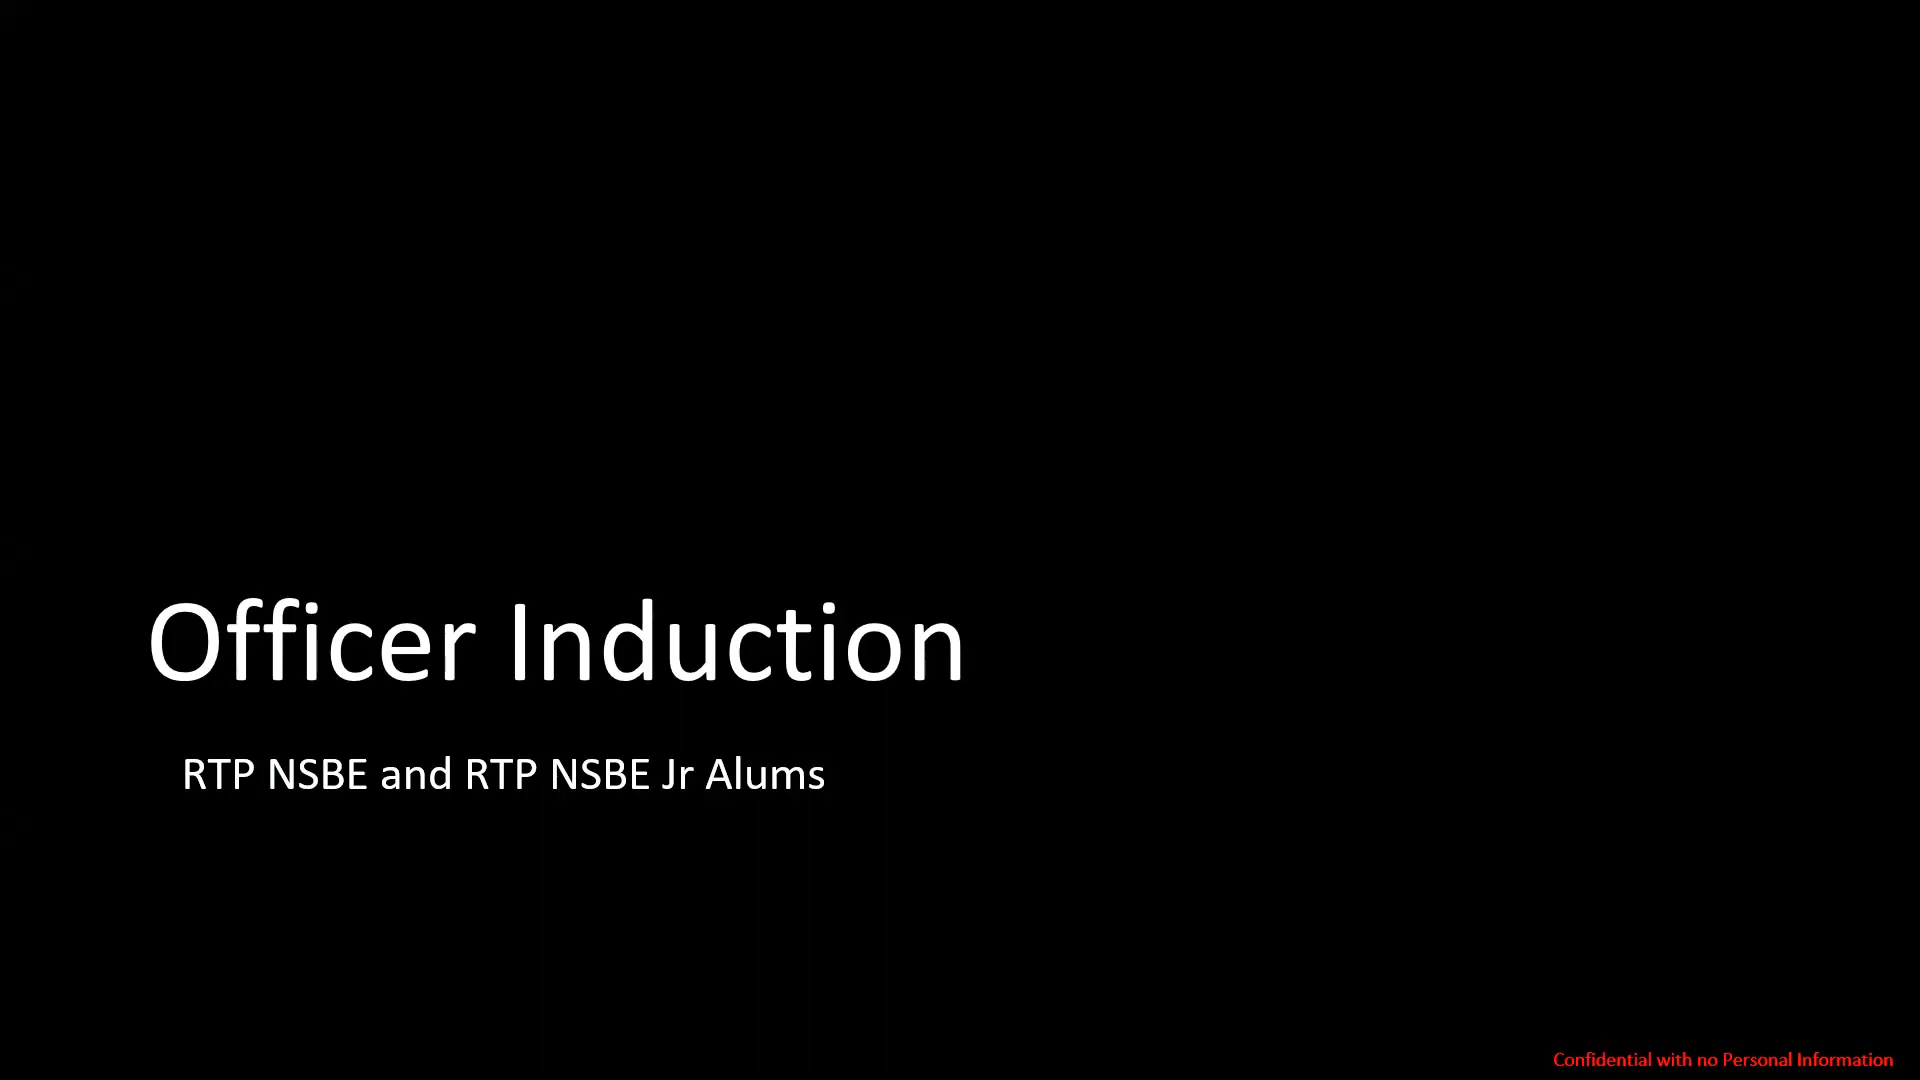 Officer Induction
RTP NSBE and RTP NSBE Jr Alums
Confidential with no Personal Information